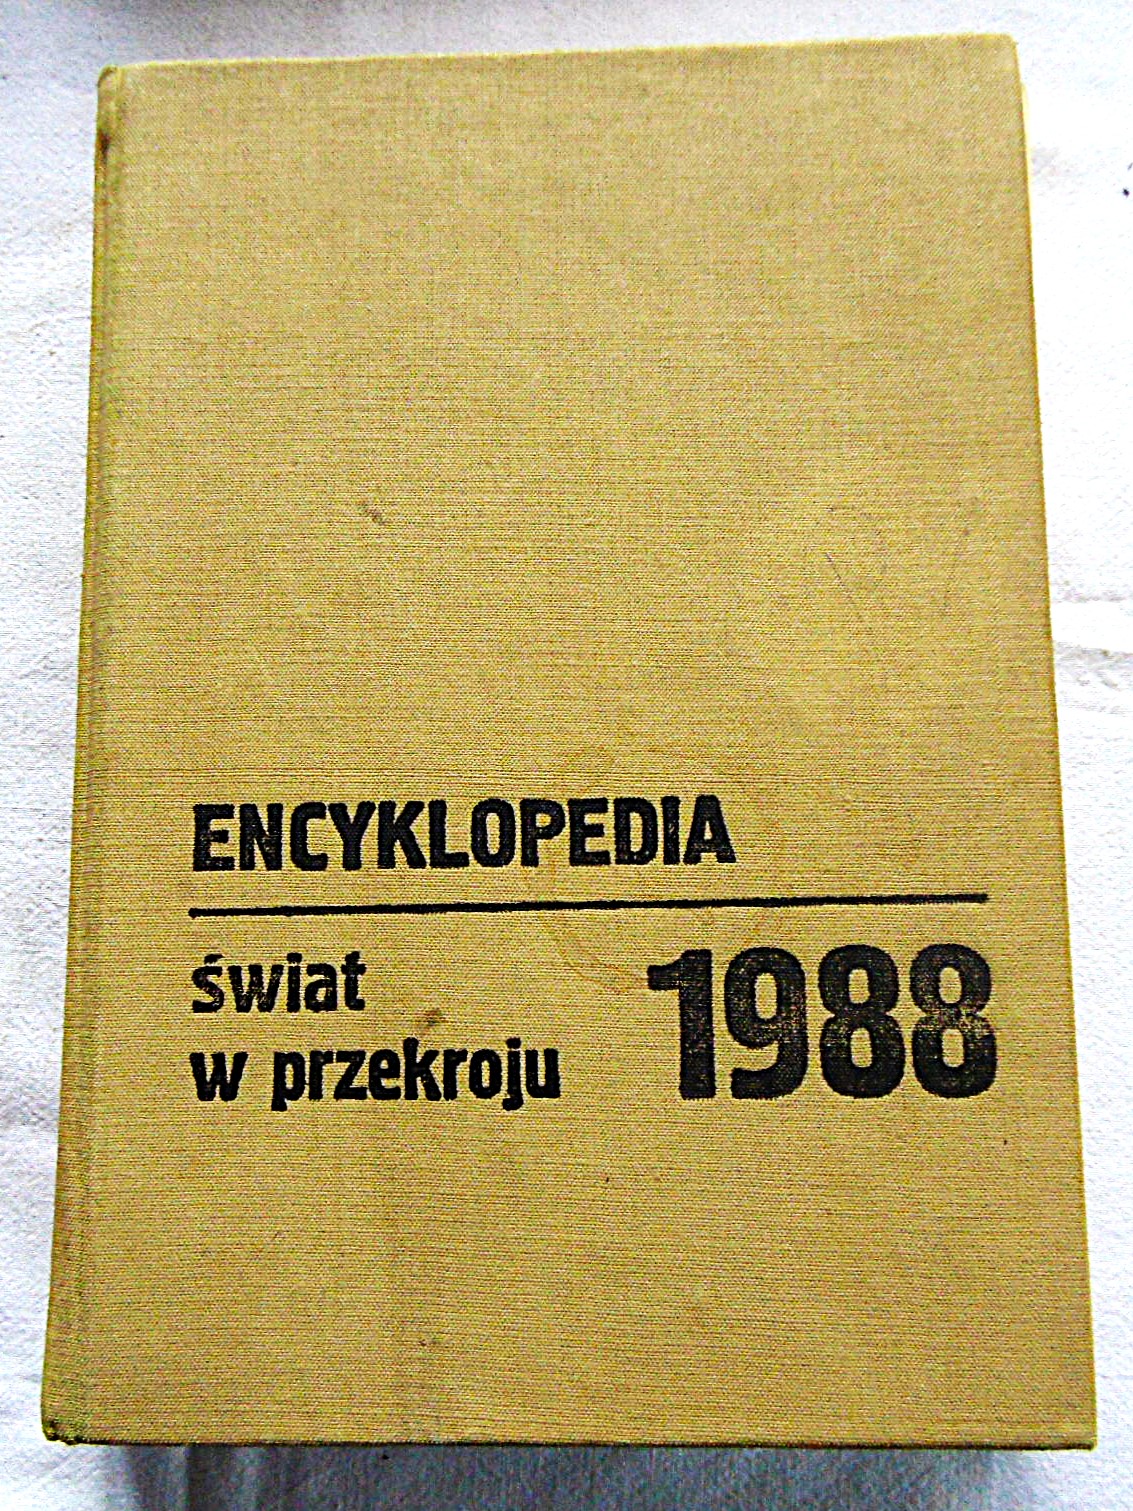 ENCYKLOPEDIA
świat
w przekroju
1988